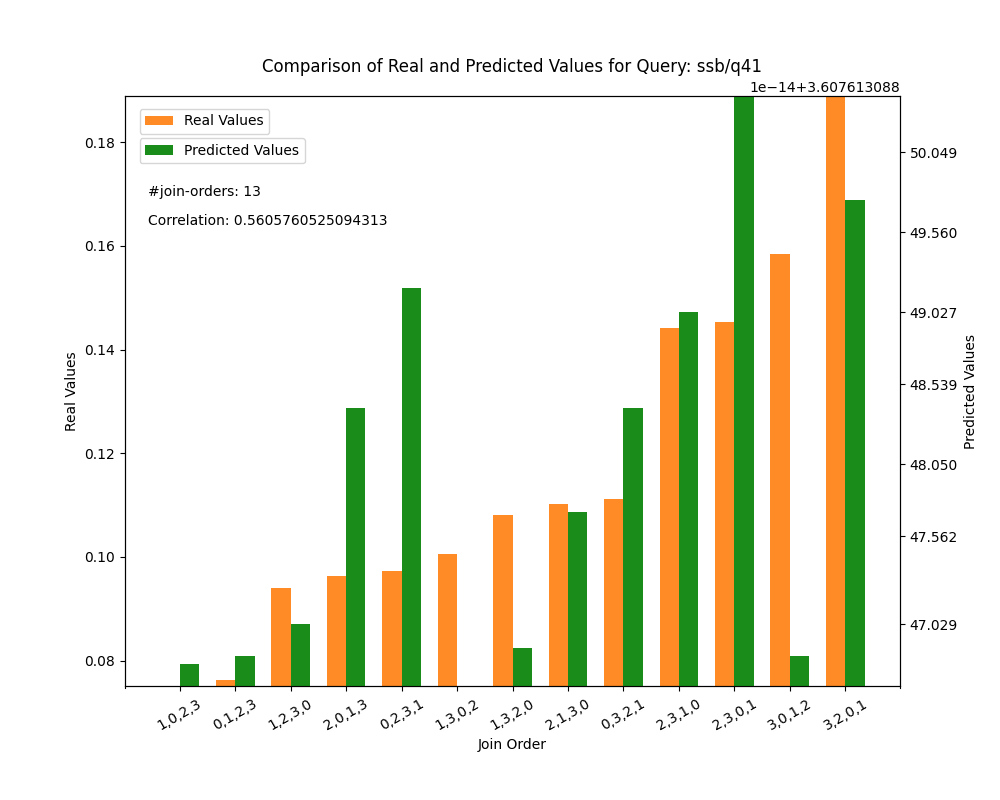 Comparison of Real and Predicted Values for Query: ssb/q41
1e−14+3.607613088
Real Values
Predicted Values
#join-orders: 13
Correlation: 0.5605760525094313
0.18
0.16
0.14
0.12
0.10
0.08
Real Values
50.049
49.560
49.027
48.539
48.050
47.562
47.029
Predicted Values
1,0,2,3
0,1,2,3
1,2,3,0
2,0,1,3
0,2,3,1
1,3,0,2
1,3,2,0
2,1,3,0
0,3,2,1
2,3,1,0
2,3,0,1
3,0,1,2
3,2,0,1
Join Order